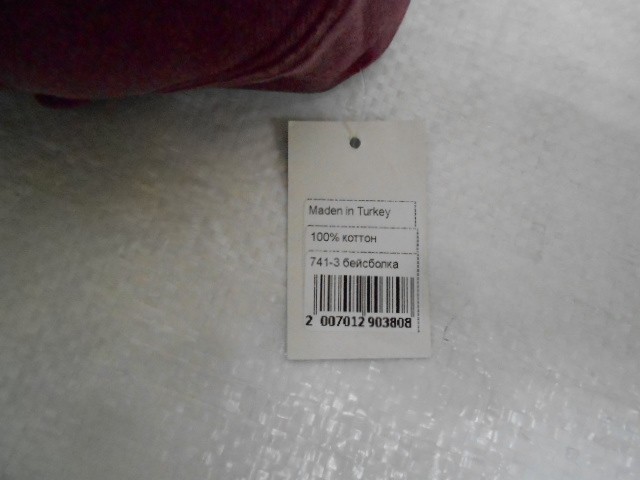 Maden in Turkey
100% коттон
741-3 бейсболка
2 007012 903808